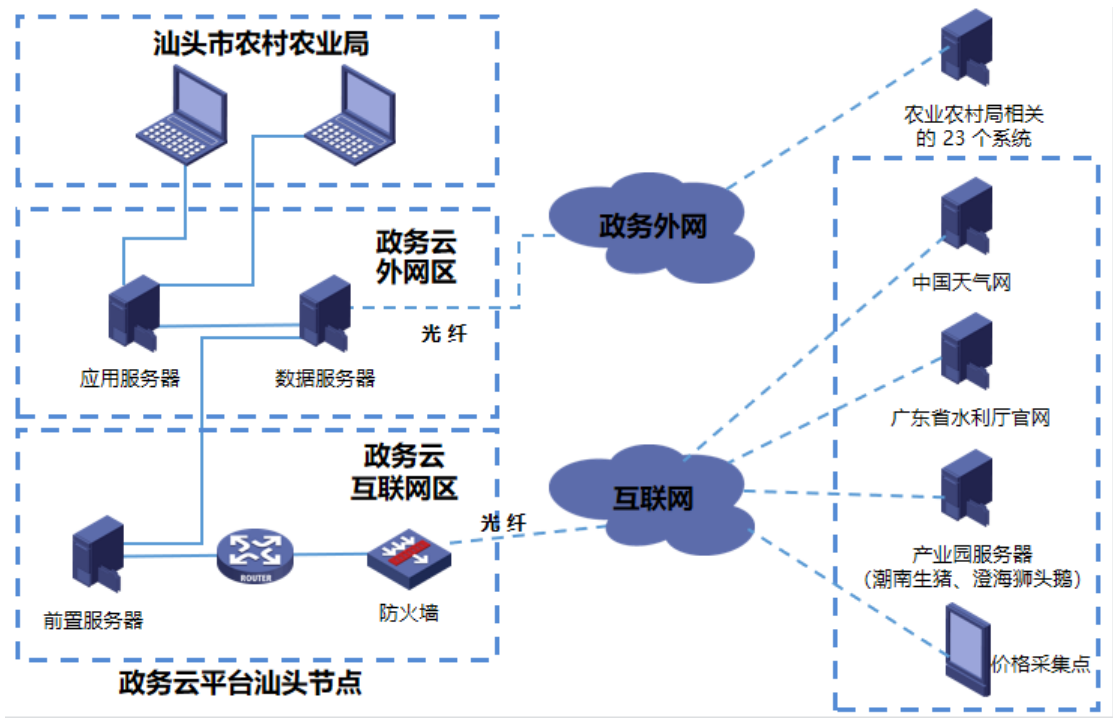 汕头市农村农业局
农业农村局相关
的 23 个系统
政务云
外网区
政务外网
中国天气网
光 纤
应用服务器
数据服务器
广东省水利厅官网
政务云
互联网区
互联网
光 纤
产业园服务器
（潮南生猪、澄海狮头鹅）
ROUTER
前置服务器
防火墙
价格采集点
政务云平台汕头节点